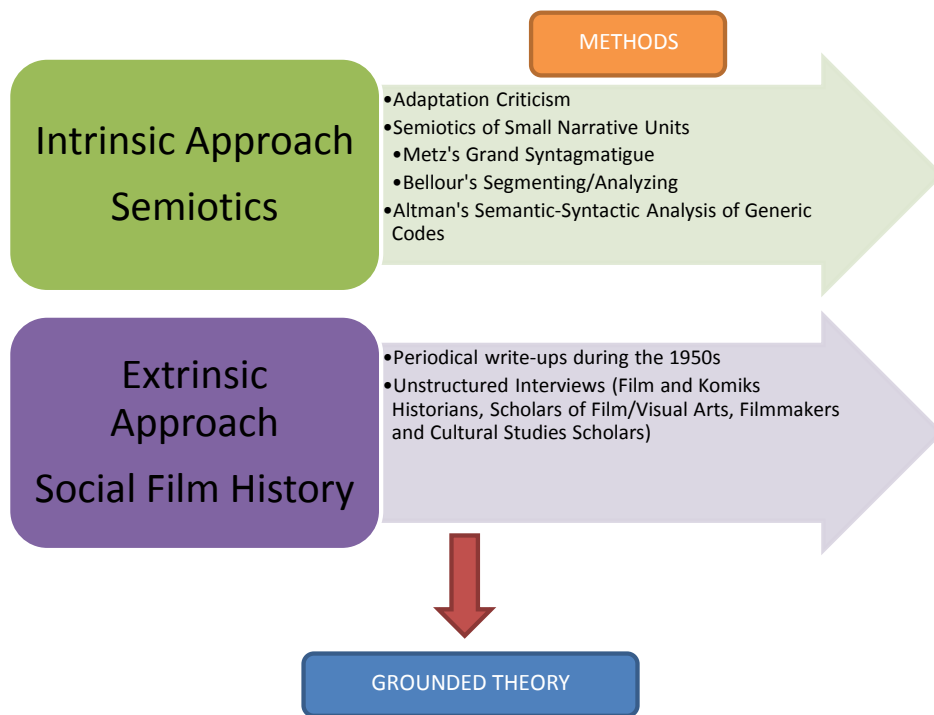 METHODS
Intrinsic Approach
Semiotics
•Adaptation Criticism
•Semiotics of Small Narrative Units
•Metz's Grand Syntagmatigue
•Bellour's Segmenting/Analyzing
•Altman's Semantic-Syntactic Analysis of Generic
Codes
Extrinsic
Approach
Social Film History
•Periodical write-ups during the 1950s
•Unstructured Interviews (Film and Komiks
Historians, Scholars of Film/Visual Arts, Filmmakers
and Cultural Studies Scholars)
GROUNDED THEORY